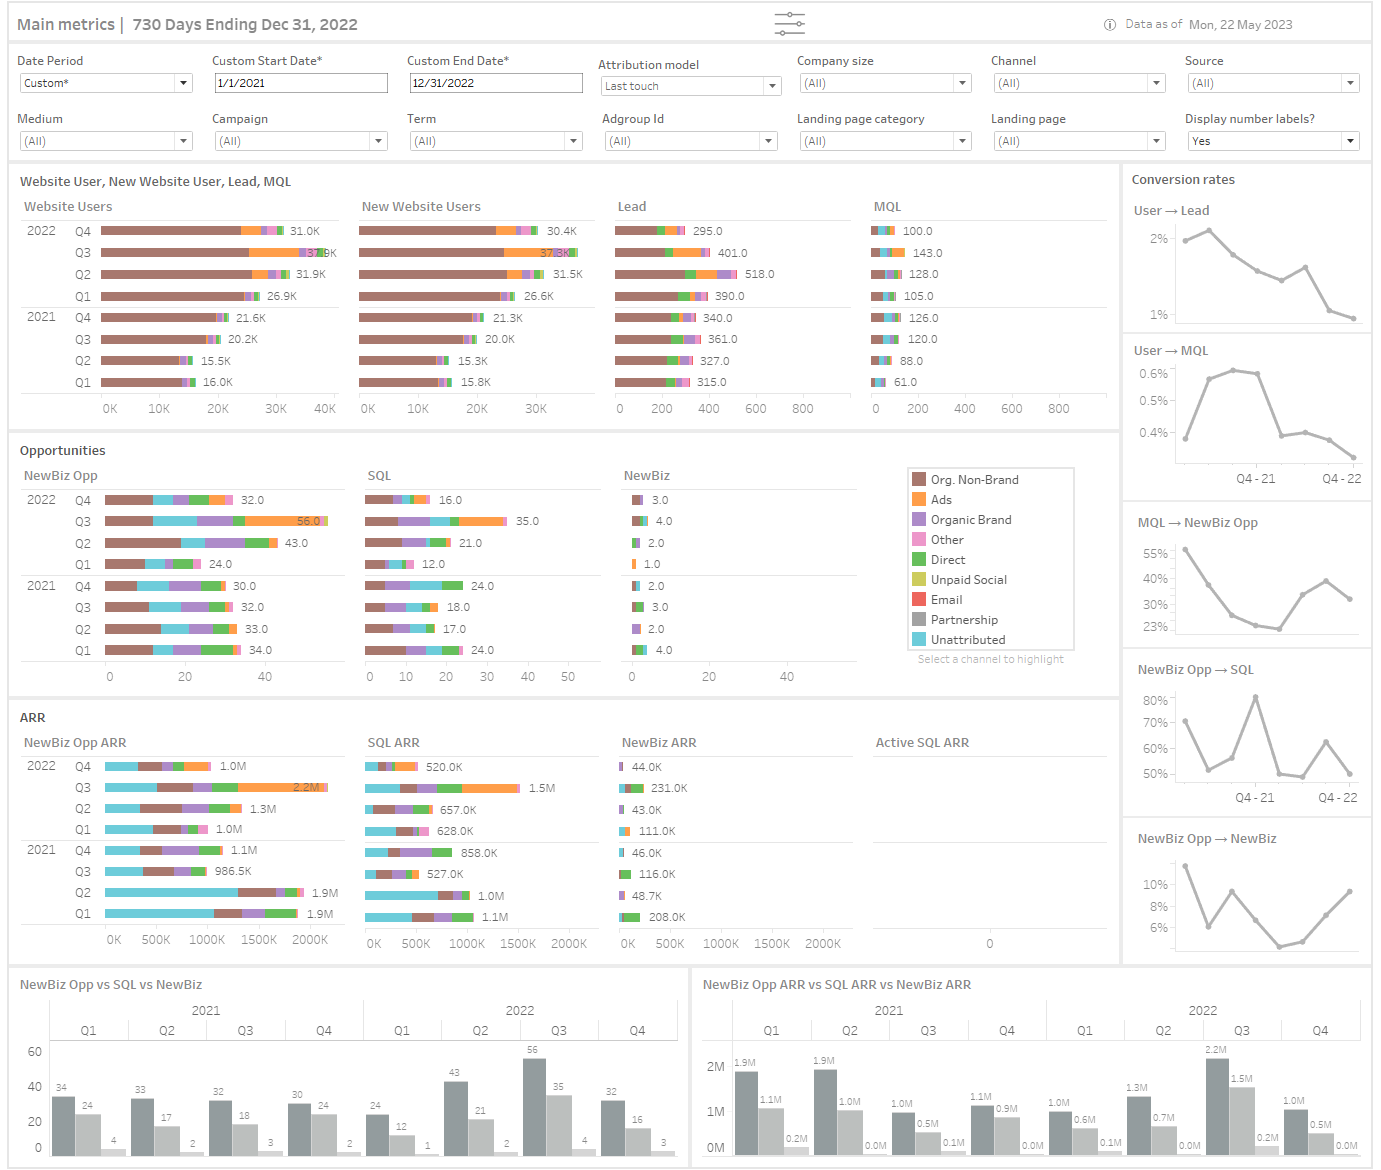 Main metrics | 730 Days Ending Dec 31, 2022
Data as of Mon, 22 May 2023
Date Period Custom Start Date* Custom End Date* Attribution model Company size Channel Source
Custom* 1/1/2021 12/31/2022 Last touch (All) (All) (All)
Medium Campaign Term Adgroup Id Landing page category Landing page Display number labels?
(All) (All) (All) (All) (All) (All) Yes
Website User, New Website User, Lead, MQL
Website Users New Website Users Lead MQL
2022 Q4 31.0K 30.4K 295.0 100.0
Q3 37.9K 37.3K 401.0 143.0
Q2 31.9K 31.5K 518.0 128.0
Q1 26.9K 26.6K 390.0 105.0
2021 Q4 21.6K 21.3K 340.0 126.0
Q3 20.2K 20.0K 361.0 120.0
Q2 15.5K 15.3K 327.0 88.0
Q1 16.0K 15.8K 315.0 61.0
0K 10K 20K 30K 40K 0K 10K 20K 30K 0 200 400 600 800 0 200 400 600 800
Opportunities
NewBiz Opp SQL NewBiz
2022 Q4 32.0 16.0 3.0
Q3 56.0 35.0 4.0
Q2 43.0 21.0 2.0
Q1 24.0 12.0 1.0
2021 Q4 30.0 24.0 2.0
Q3 32.0 18.0 3.0
Q2 33.0 17.0 2.0
Q1 34.0 24.0 4.0
0 20 40 0 10 20 30 40 50 0 20 40
Org. Non-Brand
Ads
Organic Brand
Other
Direct
Unpaid Social
Email
Partnership
Unattributed
Select a channel to highlight
ARR
NewBiz Opp ARR SQL ARR NewBiz ARR Active SQL ARR
2022 Q4 1.0M 520.0K 44.0K
Q3 2.2M 1.5M 231.0K
Q2 1.3M 657.0K 43.0K
Q1 1.0M 628.0K 111.0K
2021 Q4 1.1M 858.0K 46.0K
Q3 986.5K 527.0K 116.0K
Q2 1.9M 1.0M 48.7K
Q1 1.9M 1.1M 208.0K
0K 500K 1000K 1500K 2000K 0K 500K 1000K 1500K 2000K 0K 500K 1000K 1500K 2000K 0
Conversion rates
User → Lead
2%
1%
User → MQL
0.6%
0.5%
0.4%
Q4 - 21 Q4 - 22
MQL → NewBiz Opp
55%
40%
30%
23%
NewBiz Opp → SQL
80%
70%
60%
50%
Q4 - 21 Q4 - 22
NewBiz Opp → NewBiz
10%
8%
6%
NewBiz Opp vs SQL vs NewBiz
2021 2022
Q1 Q2 Q3 Q4 Q1 Q2 Q3 Q4
60
40
20
0
34 24 4 33 17 2 32 18 3 30 24 2 24 12 1 43 21 2 56 35 4 32 16 3
NewBiz Opp ARR vs SQL ARR vs NewBiz ARR
2021 2022
Q1 Q2 Q3 Q4 Q1 Q2 Q3 Q4
2M
1M
0M
1.9M 1.1M 0.2M 1.9M 1.0M 0.0M 1.0M 0.5M 0.1M 1.1M 0.9M 0.0M 1.0M 0.6M 0.1M 1.3M 0.7M 0.0M 2.2M 1.5M 0.2M 1.0M 0.5M 0.0M